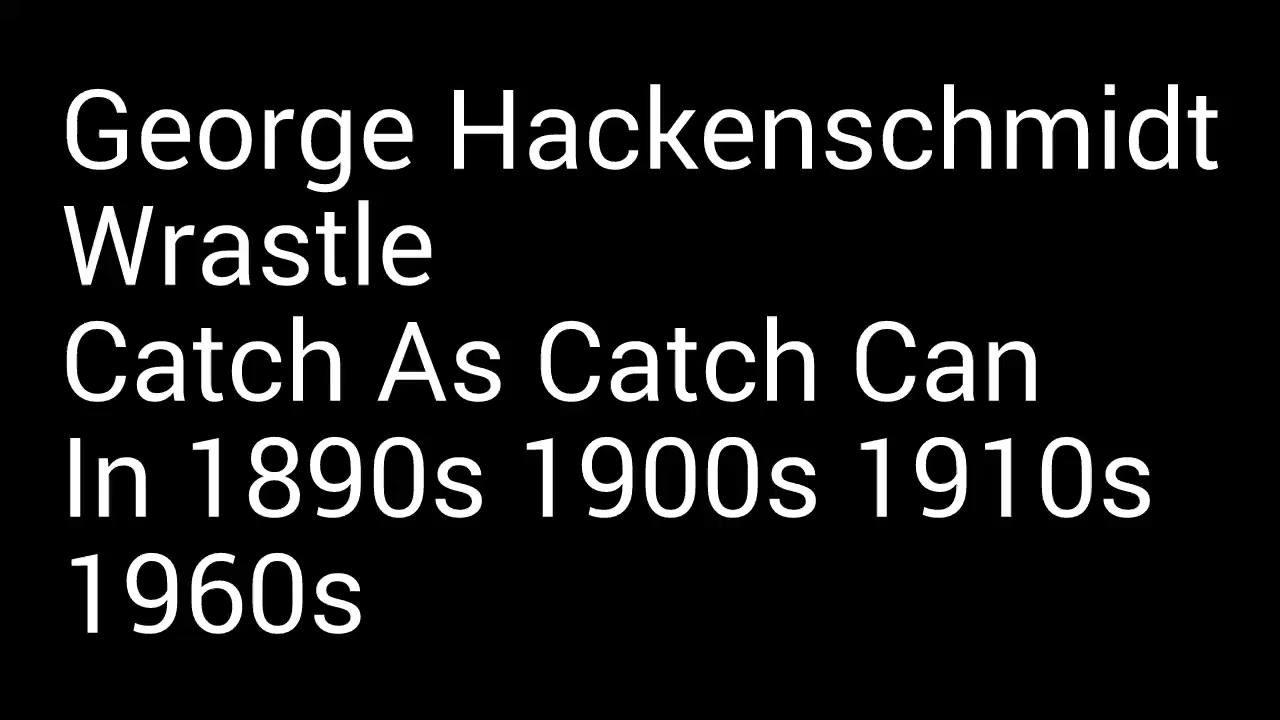 George Hackenschmidt
Wrastle
Catch As Catch Can
In 1890s 1900s 1910s
1960s